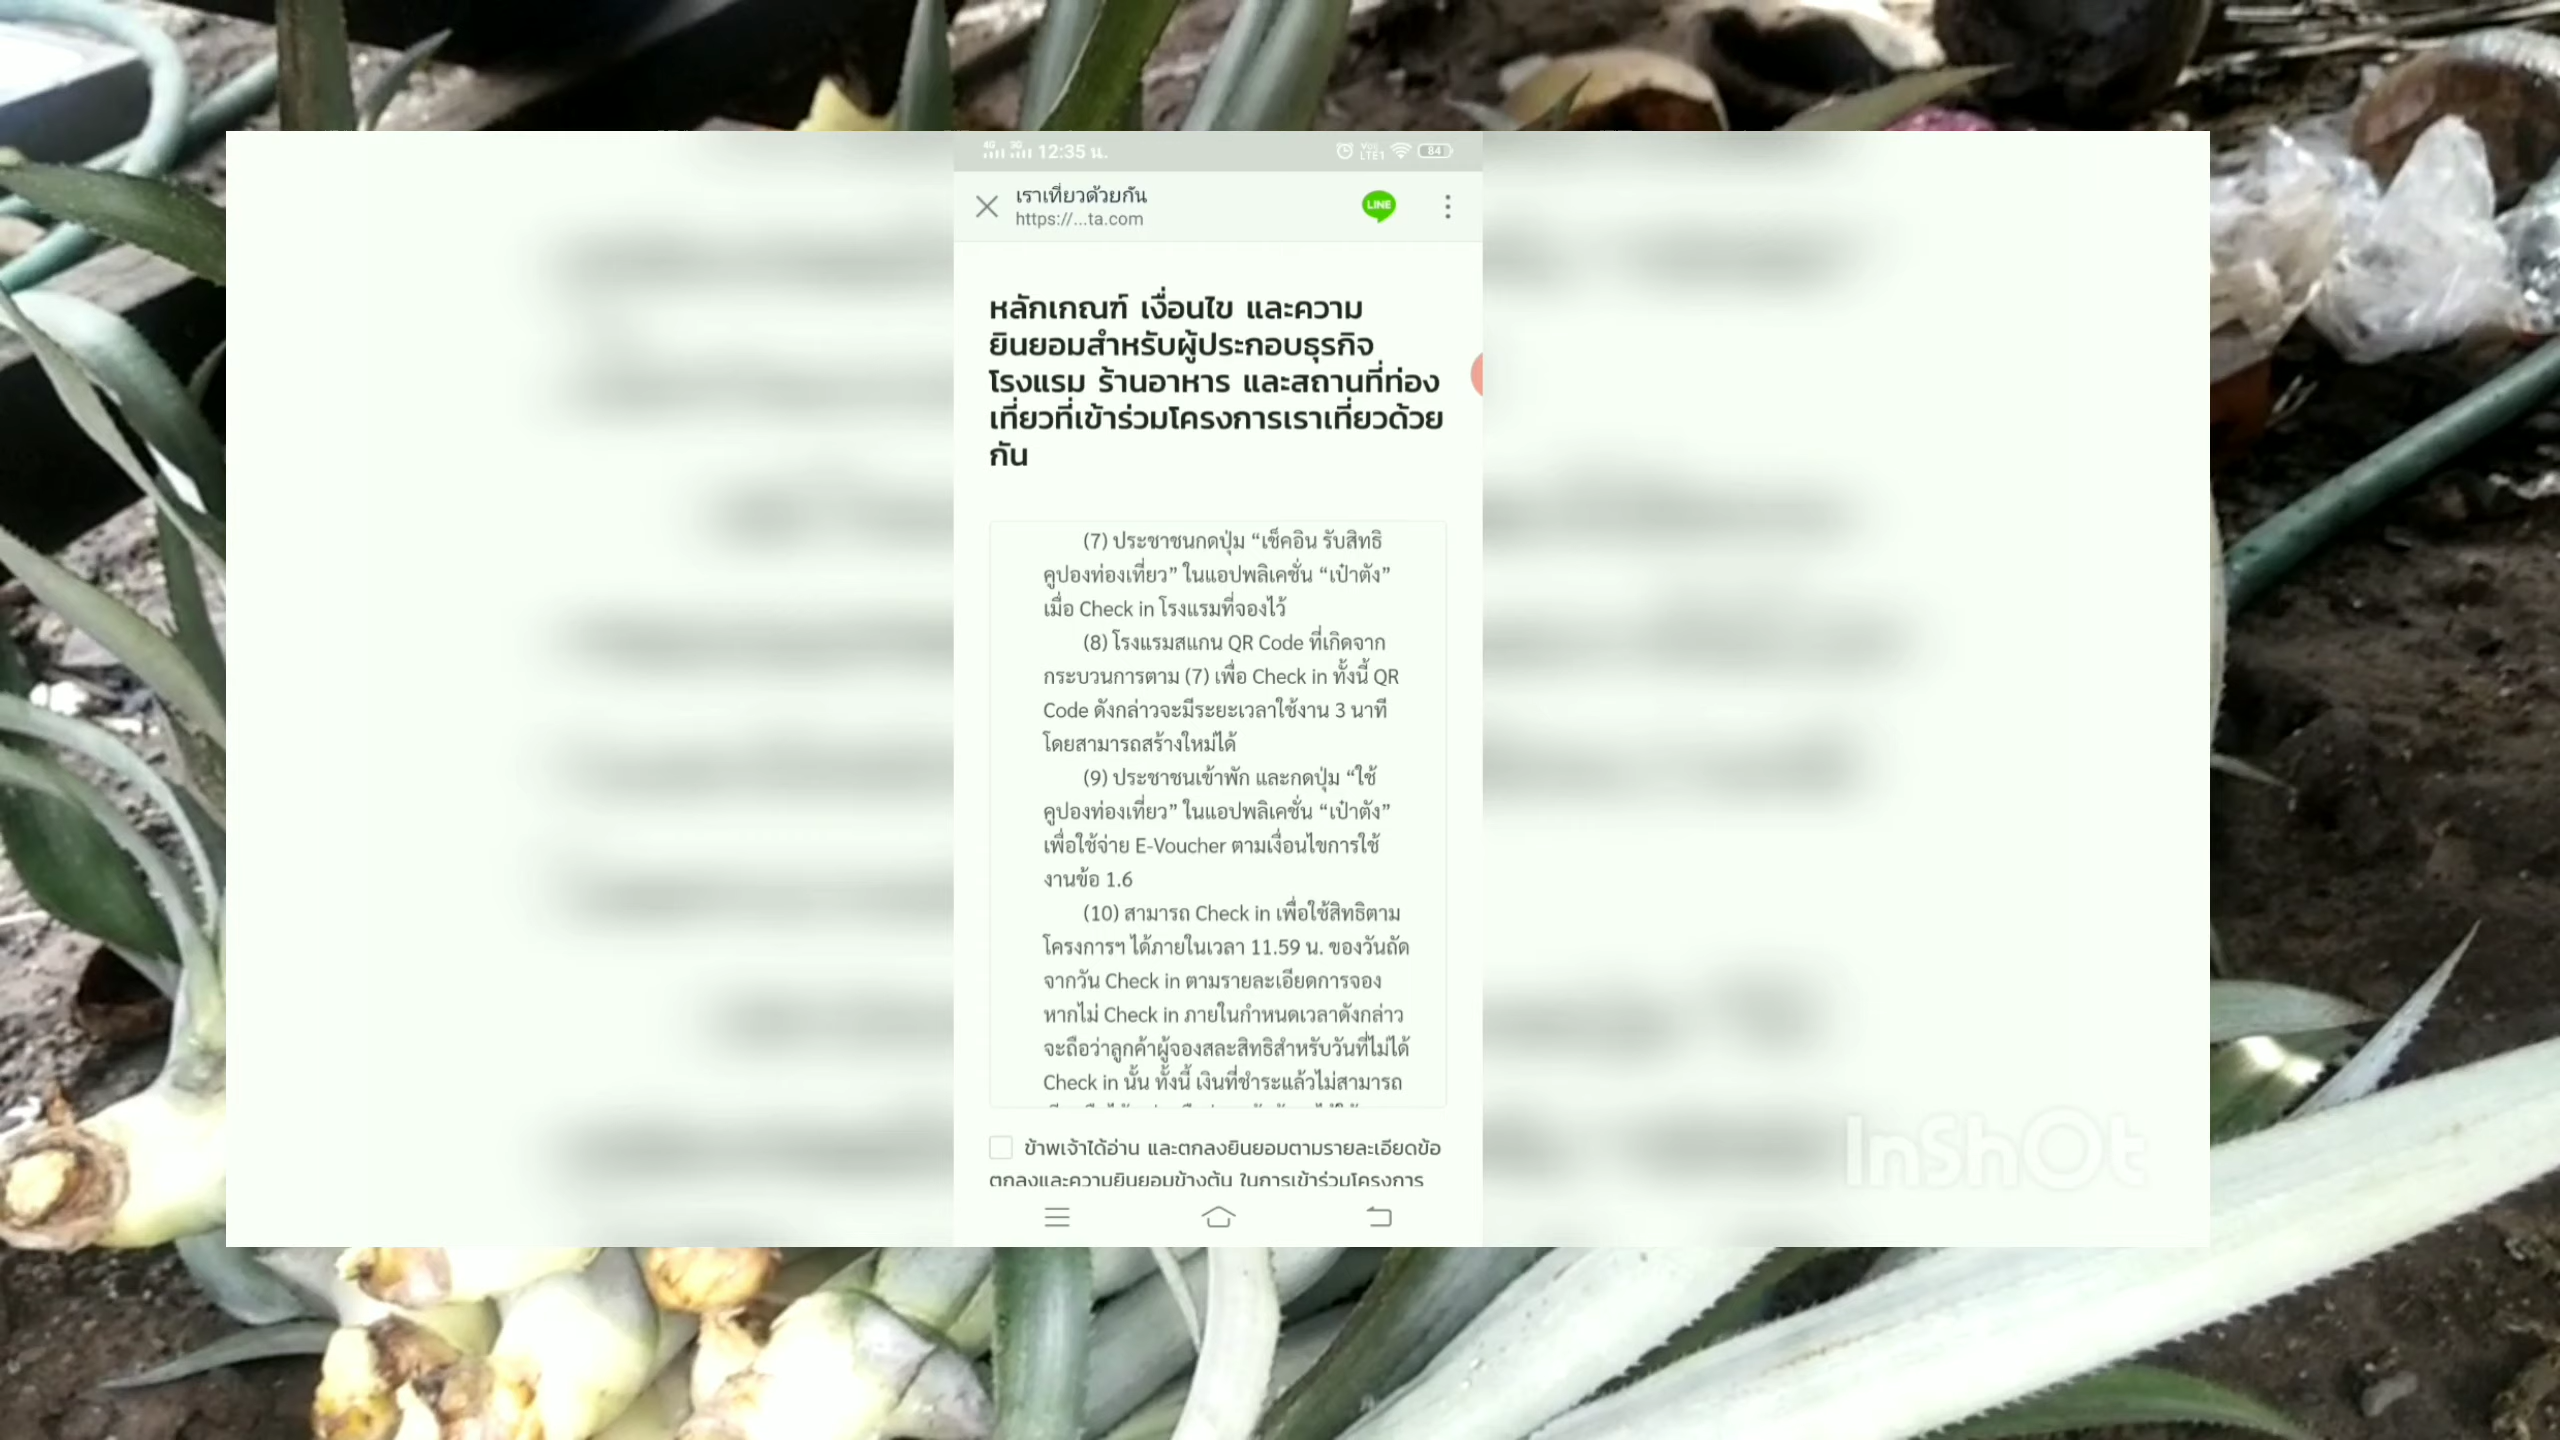 12:35 น.
84
เราเที่ยวด้วยกัน
https://...ta.com
LINE
หลักเกณฑ์ เงื่อนไข และความ
ยินยอมสำหรับผู้ประกอบธุรกิจ
โรงแรม ร้านอาหาร และสถานที่ท่อง
เที่ยวที่เข้าร่วมโครงการเราเที่ยวด้วย
กัน
(7) ประชาชนกดปุ่ม “เช็คอิน รับสิทธิ
คูปองท่องเที่ยว” ในแอปพลิเคชั่น “เป๋าตัง”
เมื่อ Check in โรงแรมที่จองไว้
(8) โรงแรมสแกน QR Code ที่เกิดจาก
กระบวนการตาม (7) เพื่อ Check in ทั้งนี้ QR
Code ดังกล่าวจะมีระยะเวลาใช้งาน 3 นาที
โดยสามารถสร้างใหม่ได้
(9) ประชาชนเข้าพัก และกดปุ่ม “ใช้
คูปองท่องเที่ยว” ในแอปพลิเคชั่น “เป๋าตัง”
เพื่อใช้จ่าย E-Voucher ตามเงื่อนไขการใช้
งานข้อ 1.6
(10) สามารถ Check in เพื่อใช้สิทธิตาม
โครงการฯ ได้ภายในเวลา 11.59 น. ของวันถัด
จากวัน Check in ตามรายละเอียดการจอง
หากไม่ Check in ภายในกำหนดเวลาดังกล่าว
จะถือว่าลูกค้าผู้จองสละสิทธิสำหรับวันที่ไม่ได้
Check in นั้น ทั้งนี้ เงินที่ชำระแล้วไม่สามารถ
ข้าพเจ้าได้อ่าน และตกลงยินยอมตามรายละเอียดข้อ
ตกลงและความยินยอมข้างต้น ในการเข้าร่วมโครงการ
InShOt